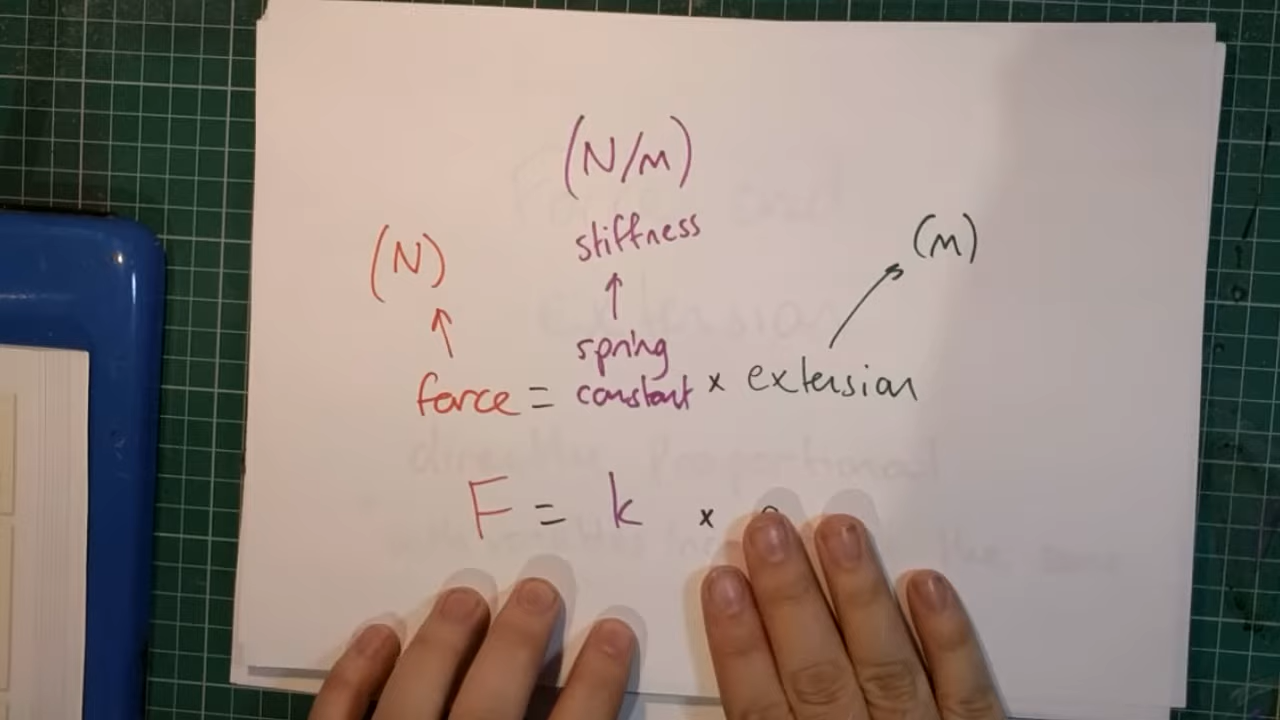 (N/m)
stiffness
(N)
(m)
↑
↑
spring
force = constant × extension
F = k ×